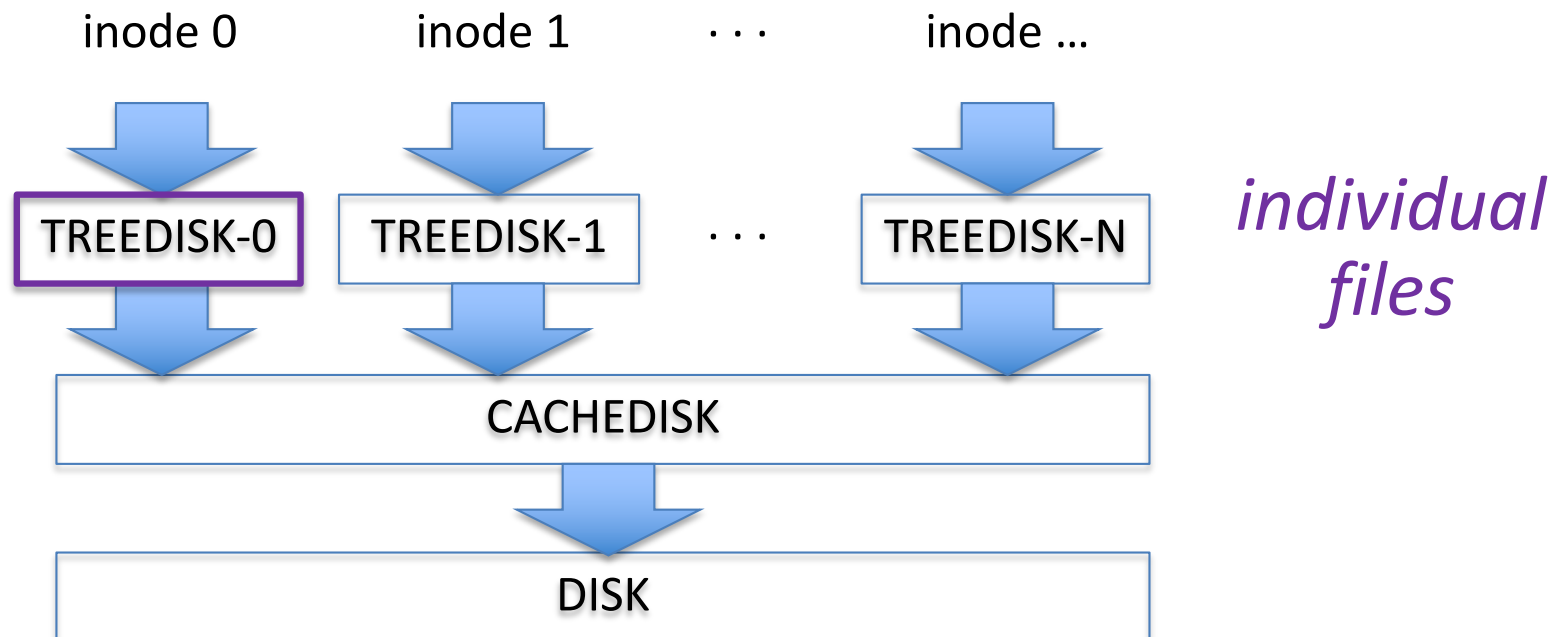 inode 0 inode 1 . . . inode …
TREEDISK-0 TREEDISK-1 . . . TREEDISK-N
individual
files
CACHEDISK
DISK